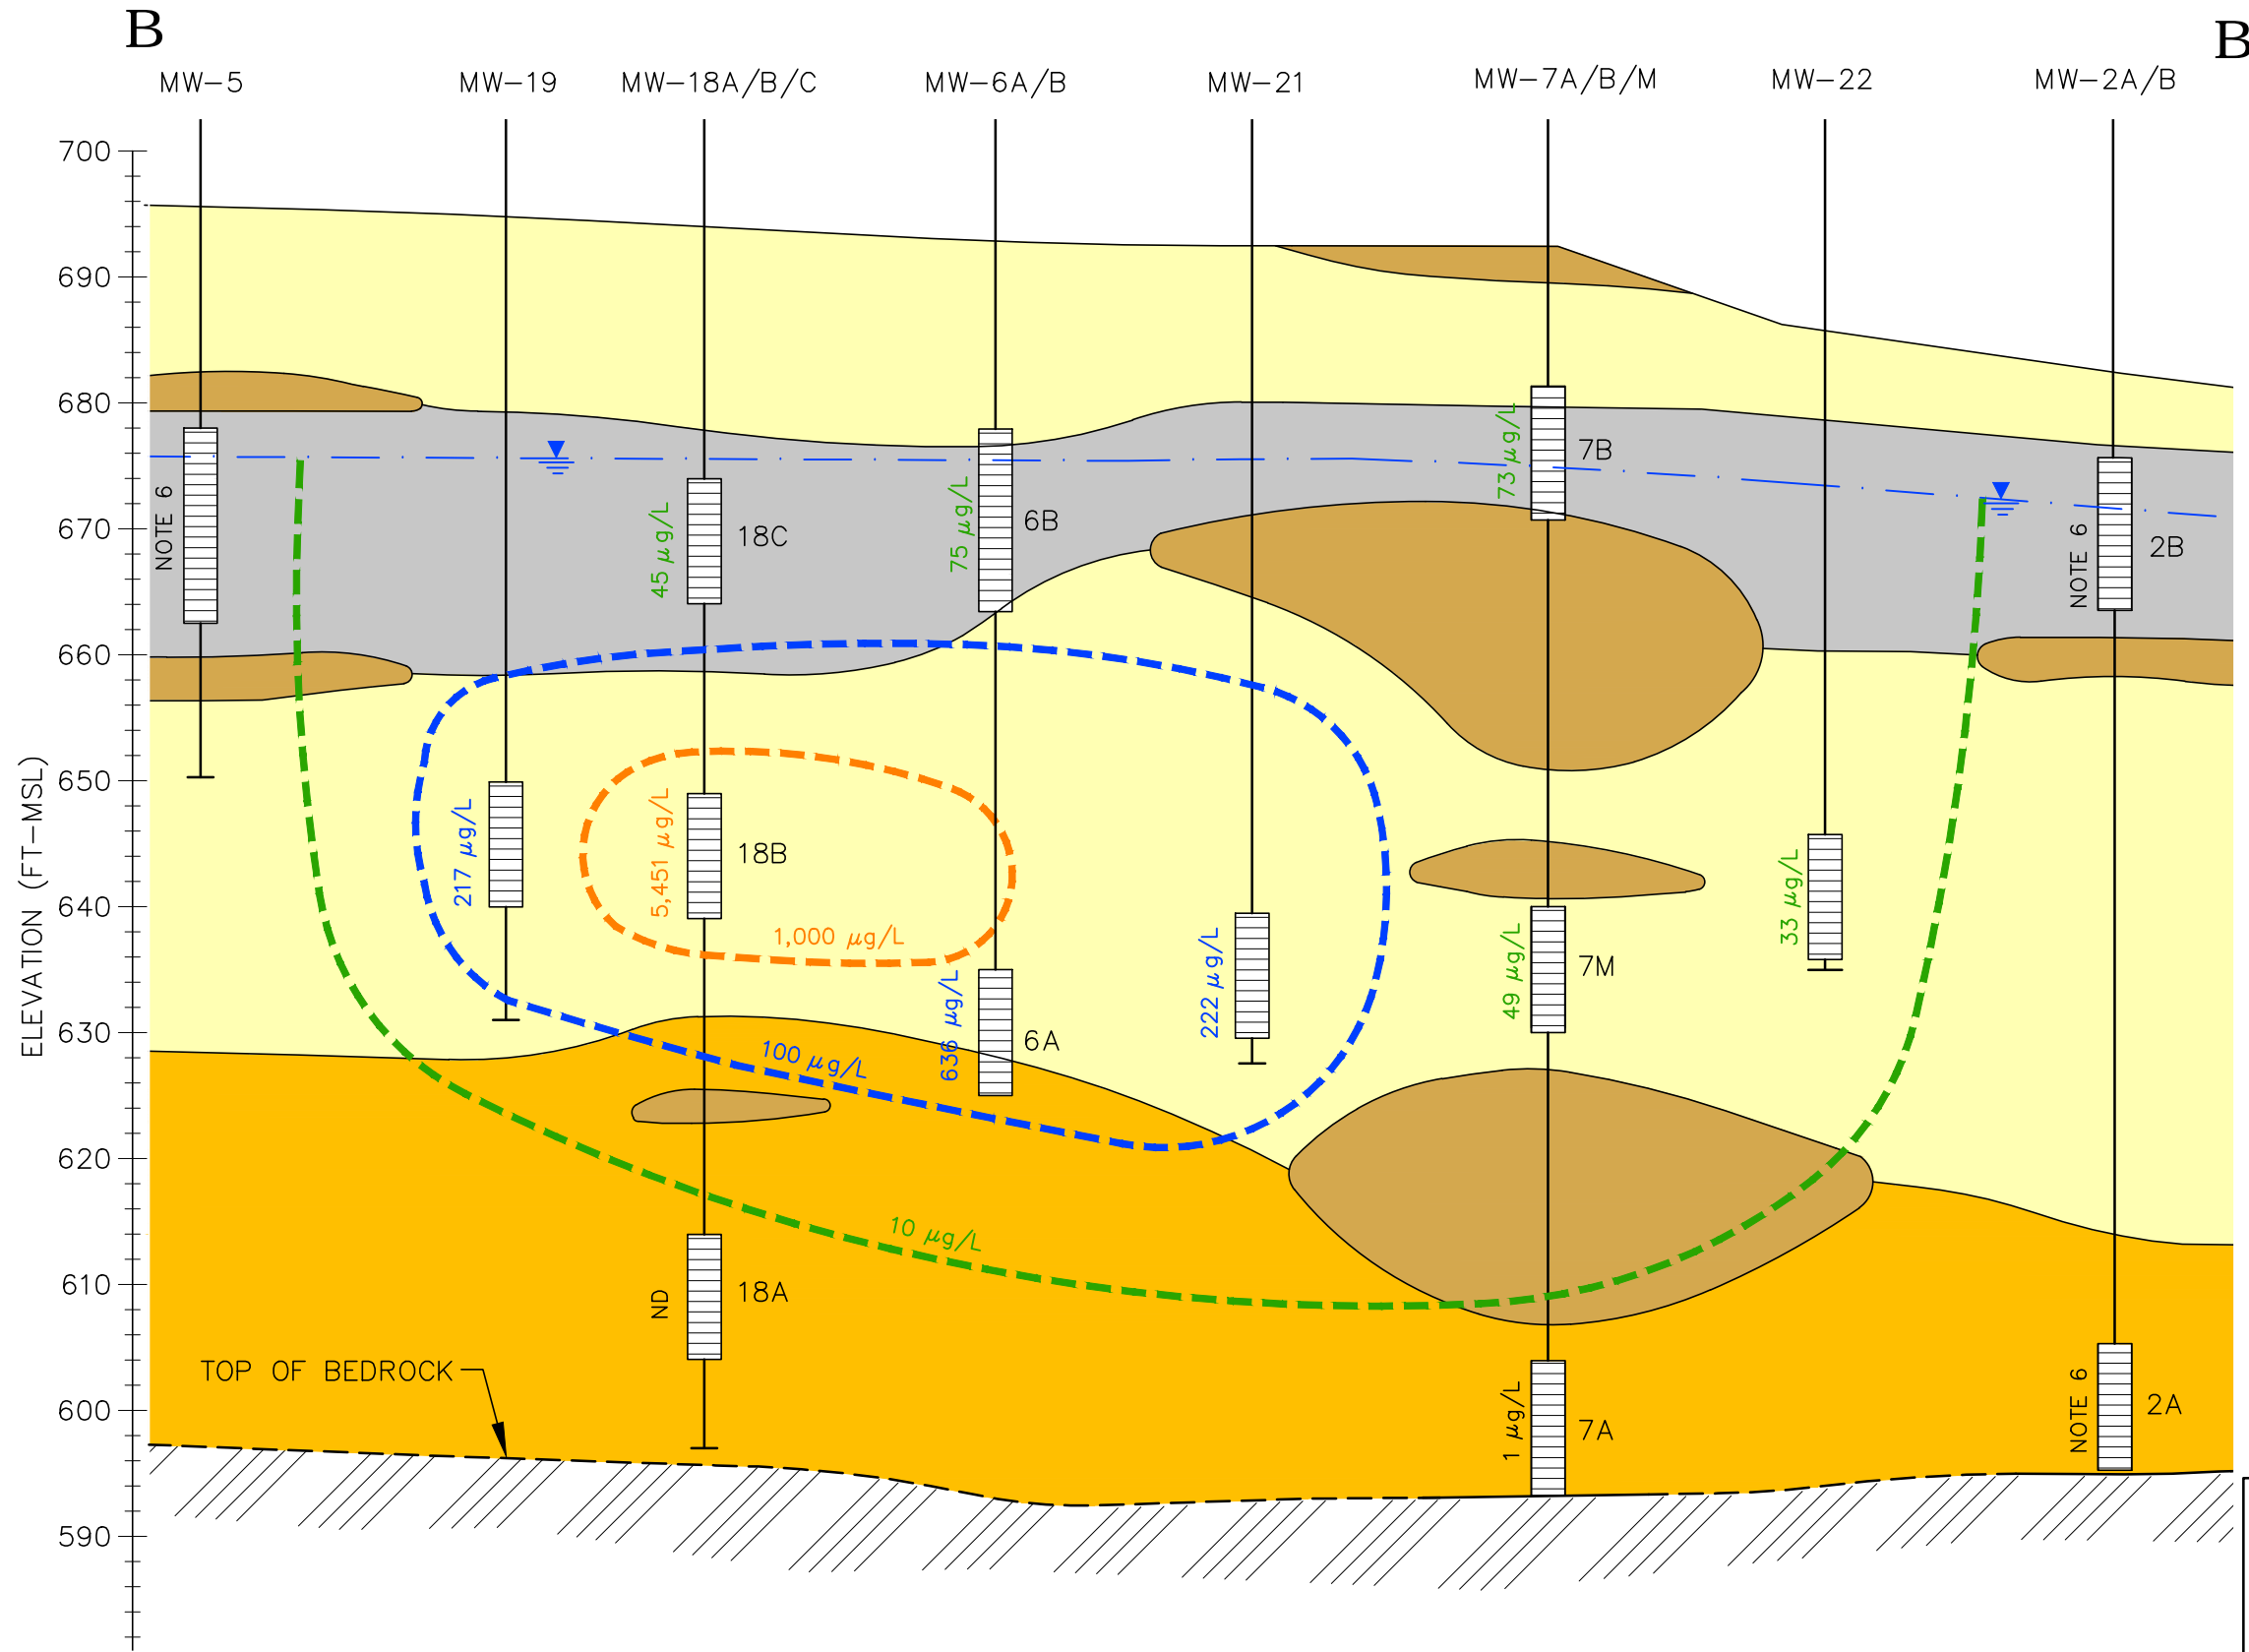 B
B
MW-5
MW-19
MW-18A/B/C
MW-6A/B
MW-21
MW-7A/B/M
MW-22
MW-2A/B
ELEVATION (FT-MSL)
700
690
680
670
660
650
640
630
620
610
600
590
NOTE 6
45 µg/L
18C
75 µg/L
6B
73 µg/L
7B
NOTE 6
2B
217 µg/L
5,451 µg/L
18B
1,000 µg/L
636 µg/L
6A
222 µg/L
49 µg/L
7M
33 µg/L
100 µg/L
10 µg/L
ND
18A
1 µg/L
7A
NOTE 6
2A
TOP OF BEDROCK